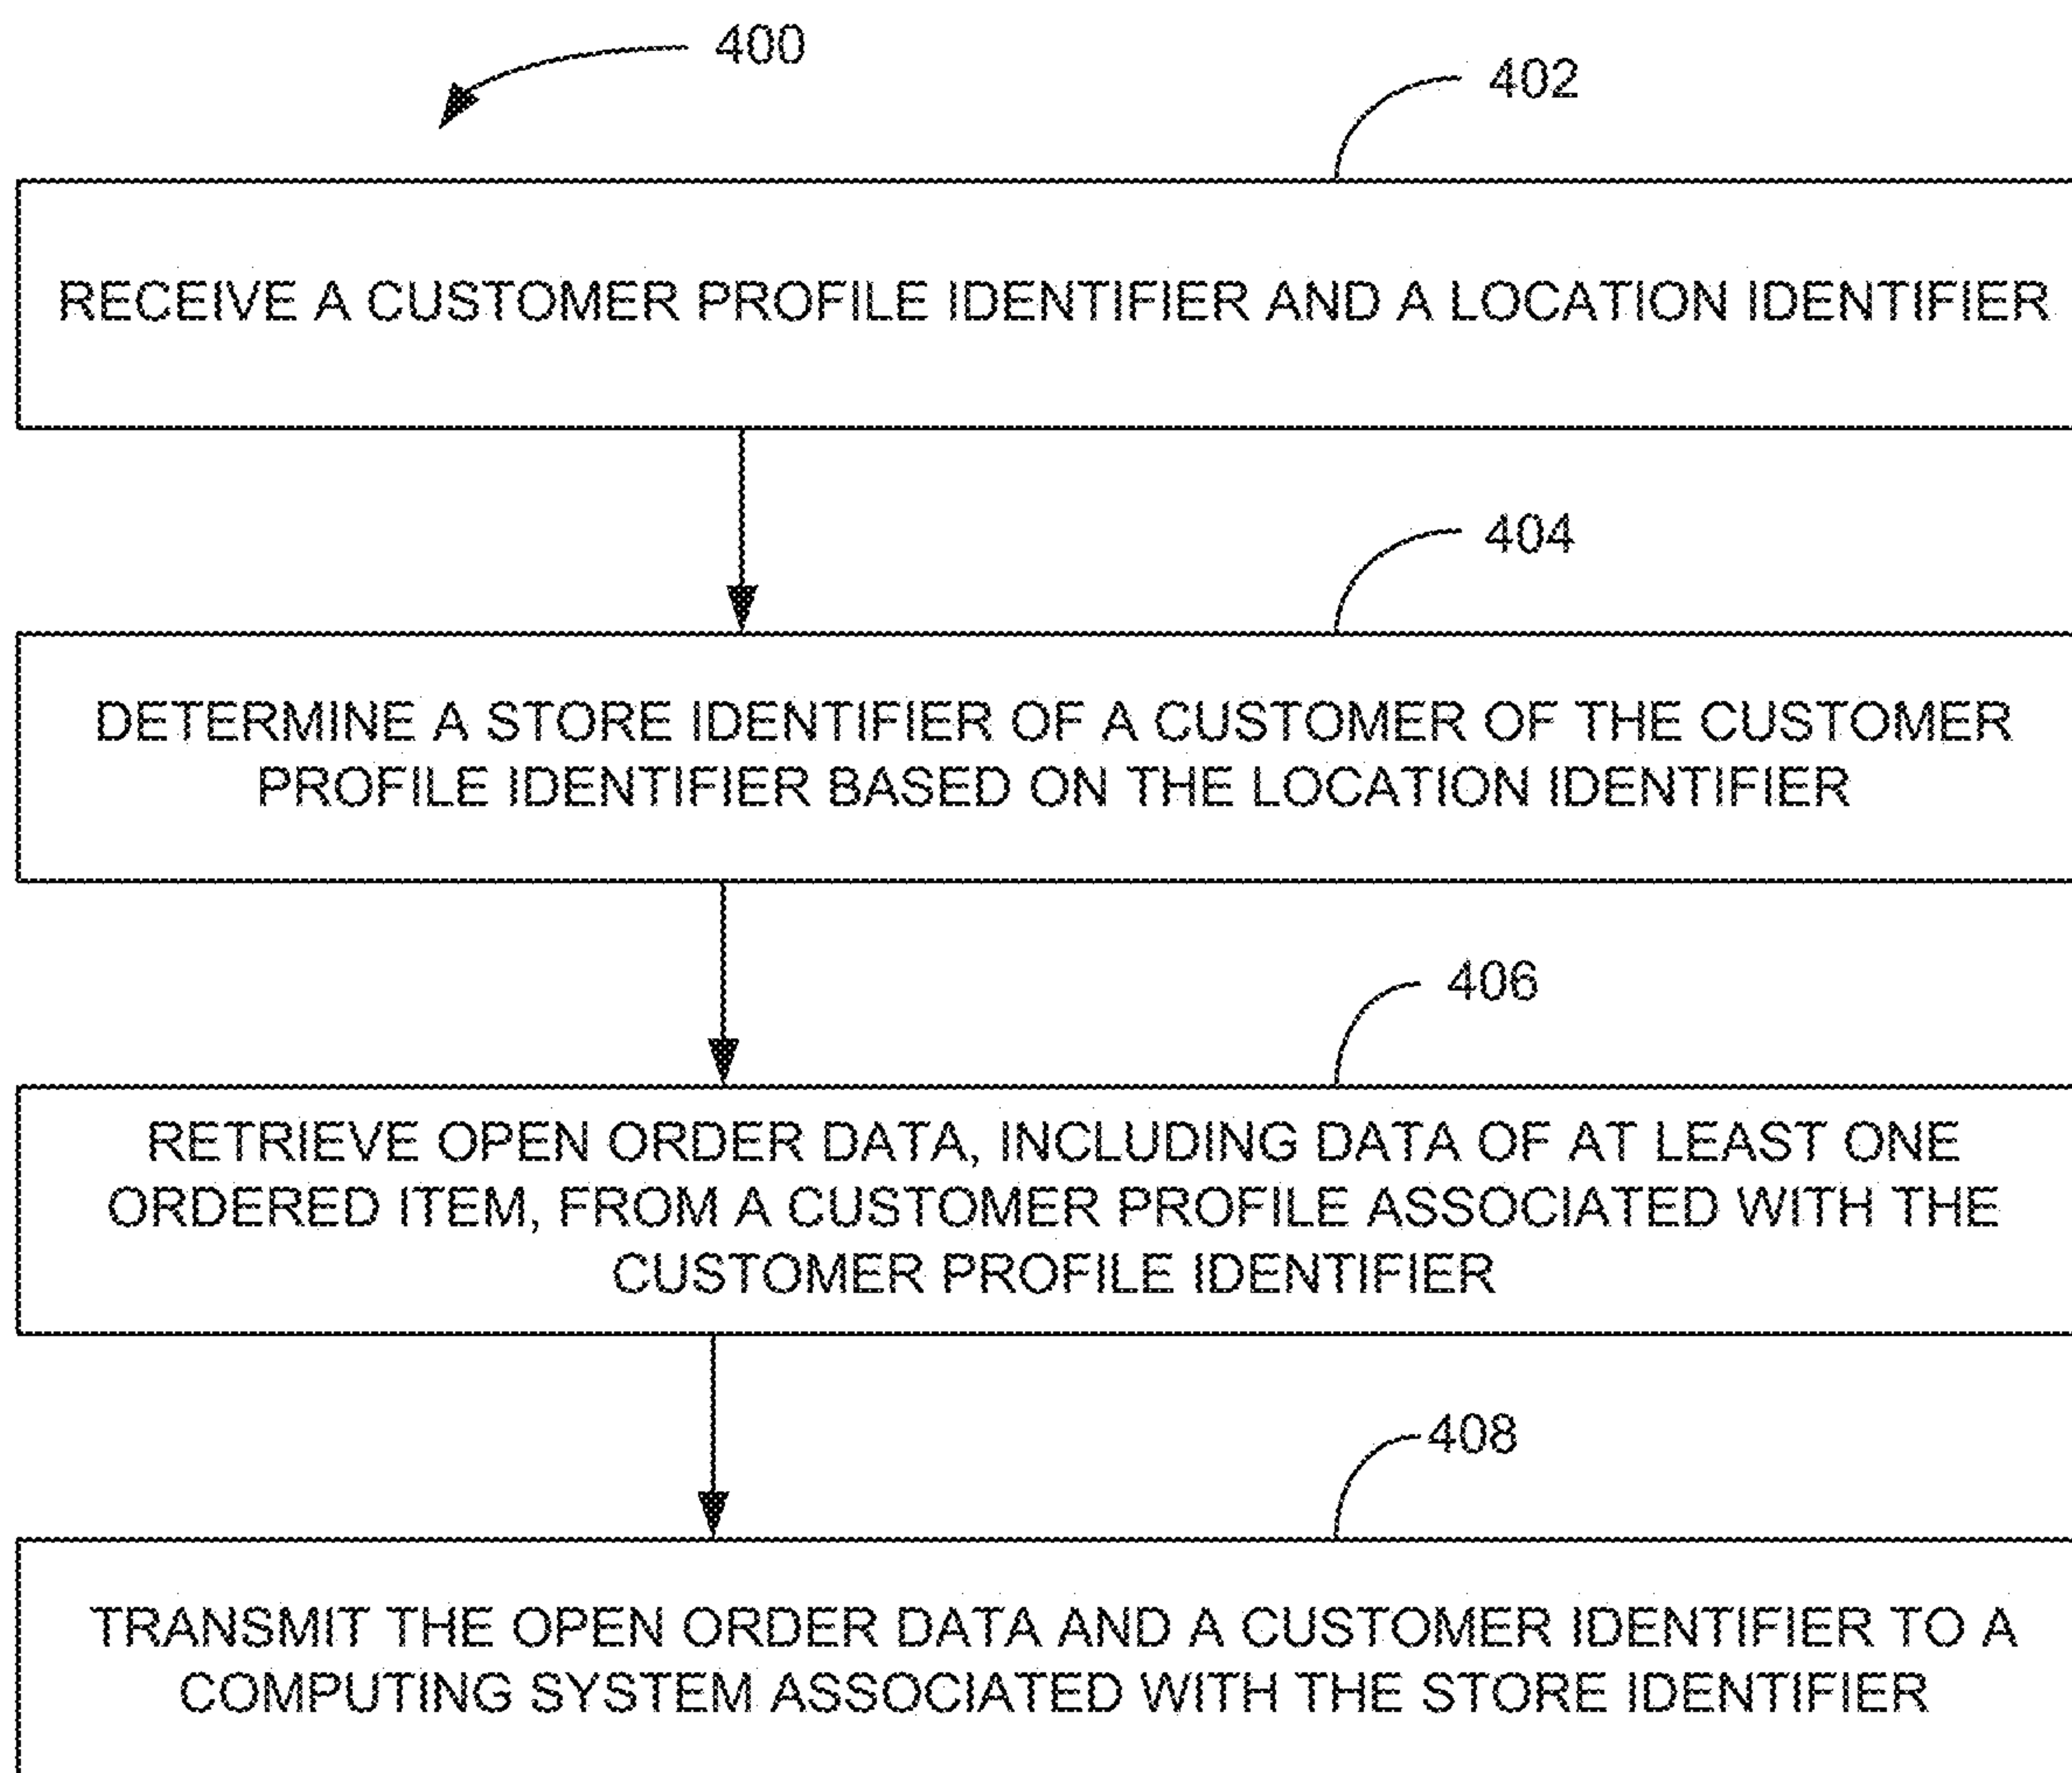 400
402
RECEIVE A CUSTOMER PROFILE IDENTIFIER AND A LOCATION IDENTIFIER
404
DETERMINE A STORE IDENTIFIER OF A CUSTOMER OF THE CUSTOMER
PROFILE IDENTIFIER BASED ON THE LOCATION IDENTIFIER
406
RETRIEVE OPEN ORDER DATA, INCLUDING DATA OF AT LEAST ONE
ORDERED ITEM, FROM A CUSTOMER PROFILE ASSOCIATED WITH THE
CUSTOMER PROFILE IDENTIFIER
408
TRANSMIT THE OPEN ORDER DATA AND A CUSTOMER IDENTIFIER TO A
COMPUTING SYSTEM ASSOCIATED WITH THE STORE IDENTIFIER